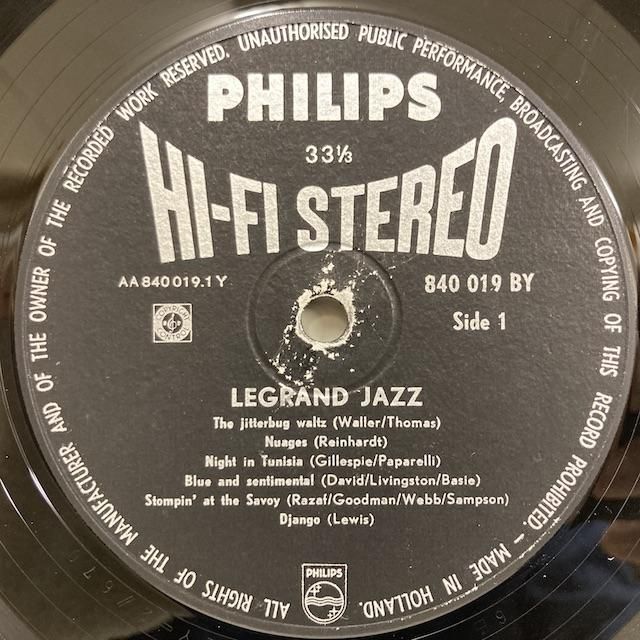 ALL RIGHTS OF THE MANUFACTURER AND OF THE OWNER OF THE RECORDED WORK RESERVED. UNAUTHORISED PUBLIC PERFORMANCE, BROADCASTING AND COPYING OF THIS RECORD PROHIBITED. – MADE IN HOLLAND.
PHILIPS
33⅓
HI-FI STEREO
AA 840 019.1 Y
840 019 BY
COPYRIGHT CONTROL
Side 1
LEGRAND JAZZ
The jitterbug waltz (Waller/Thomas)
Nuages (Reinhardt)
Night in Tunisia (Gillespie/Paparelli)
Blue and sentimental (David/Livingston/Basie)
Stompin' at the Savoy (Razaf/Goodman/Webb/Sampson)
Django (Lewis)
PHILIPS